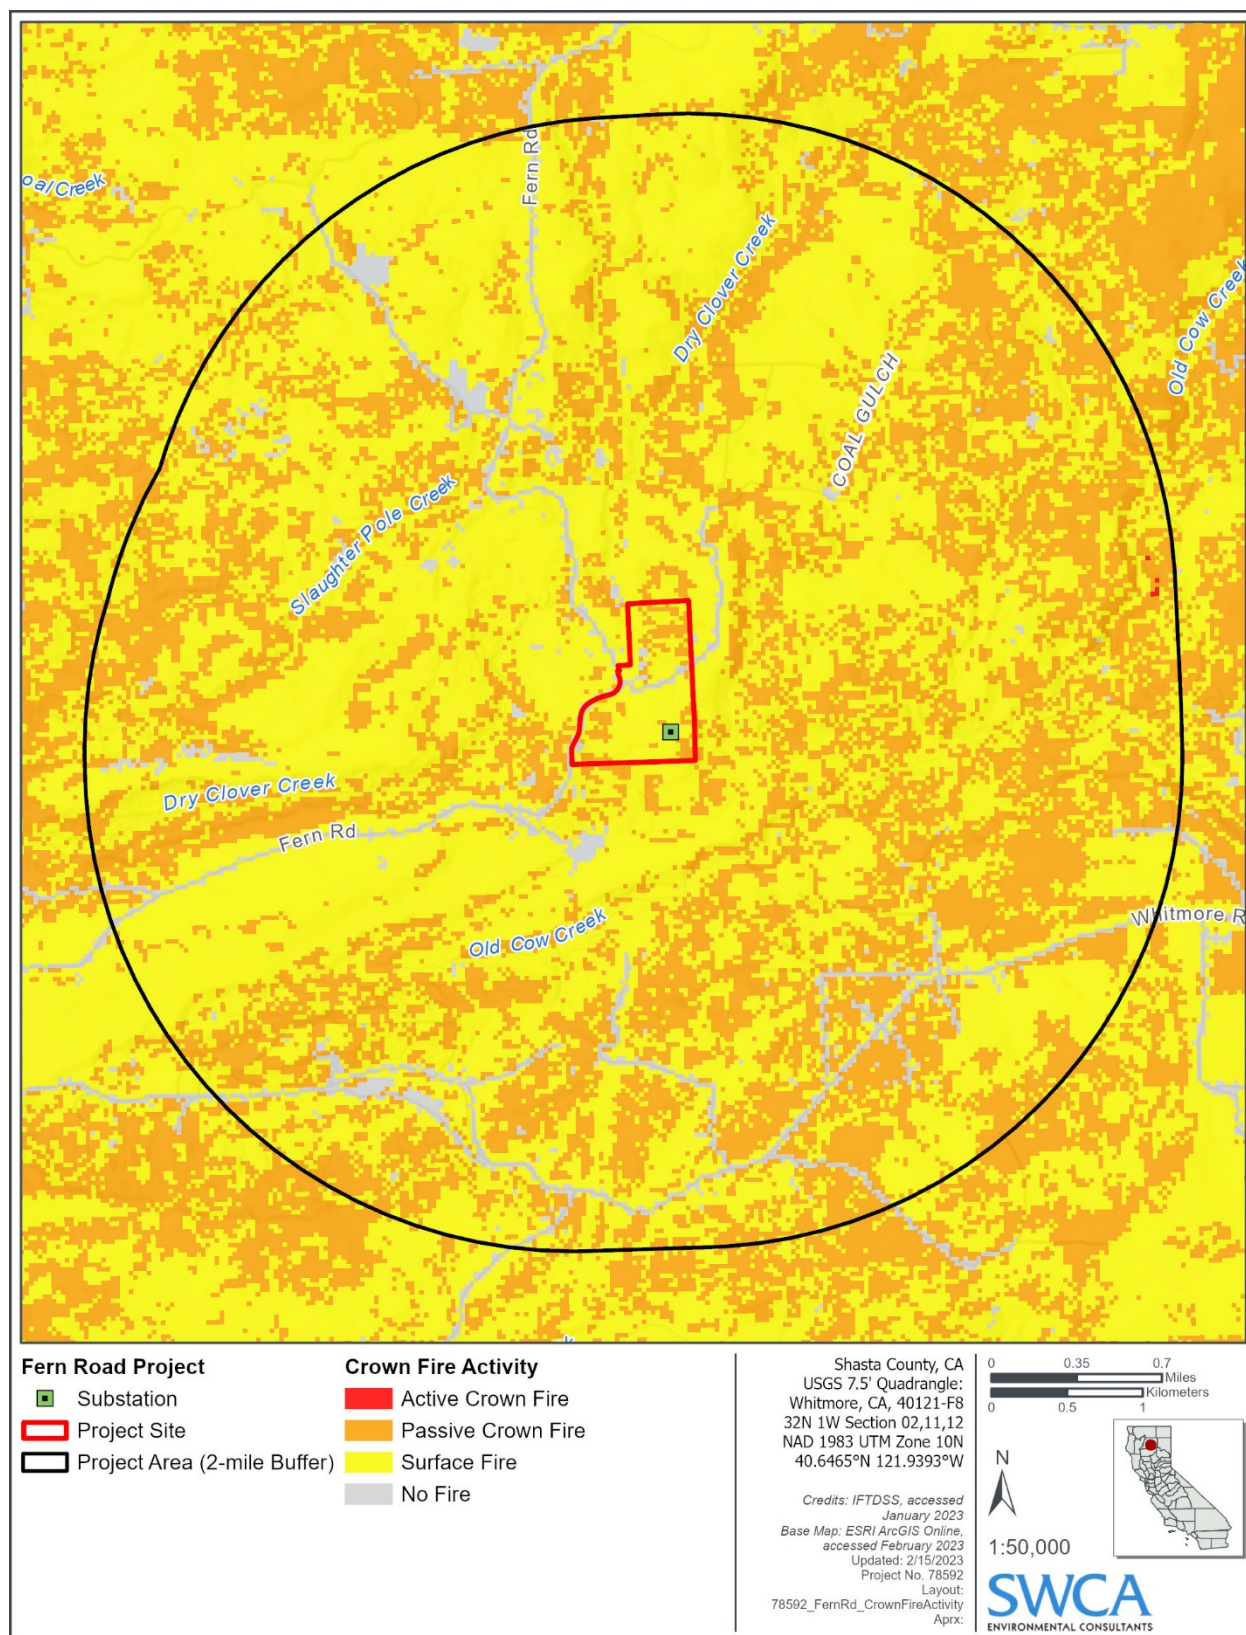 Fern Rd
oal Creek
Dry Clover Creek
Old Cow Creek
COAL GULCH
Slaughter Pole Creek
Dry Clover Creek
Fern Rd
Old Cow Creek
Whitmore R
Fern Road Project
Substation
Project Site
Project Area (2-mile Buffer)
Crown Fire Activity
Active Crown Fire
Passive Crown Fire
Surface Fire
No Fire
Shasta County, CA
USGS 7.5' Quadrangle:
Whitmore, CA, 40121-F8
32N 1W Section 02,11,12
NAD 1983 UTM Zone 10N
40.6465°N 121.9393°W
Credits: IFTDSS, accessed
January 2023
Base Map: ESRI ArcGIS Online,
accessed February 2023
Updated: 2/15/2023
Project No. 78592
Layout:
78592_FernRd_CrownFireActivity
Aprx:
0 0.35 0.7
Miles
Kilometers
0 0.5 1
N
1:50,000
SWCA
ENVIRONMENTAL CONSULTANTS